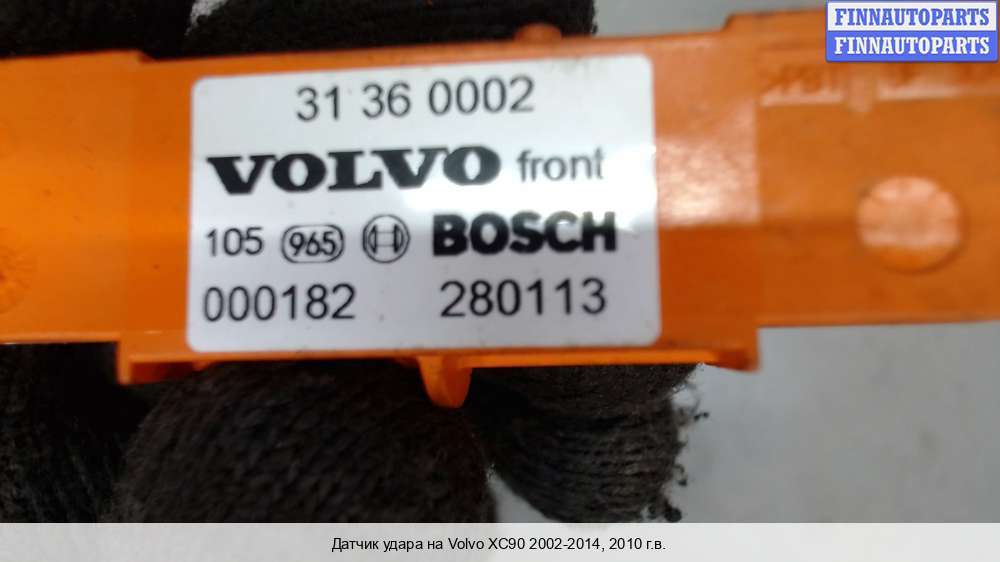 FINNAUTOPARTS
FINNAUTOPARTS
31 36 0002
VOLVO front
105 965 BOSCH
000182 280113
Датчик удара на Volvo XC90 2002-2014, 2010 г.в.